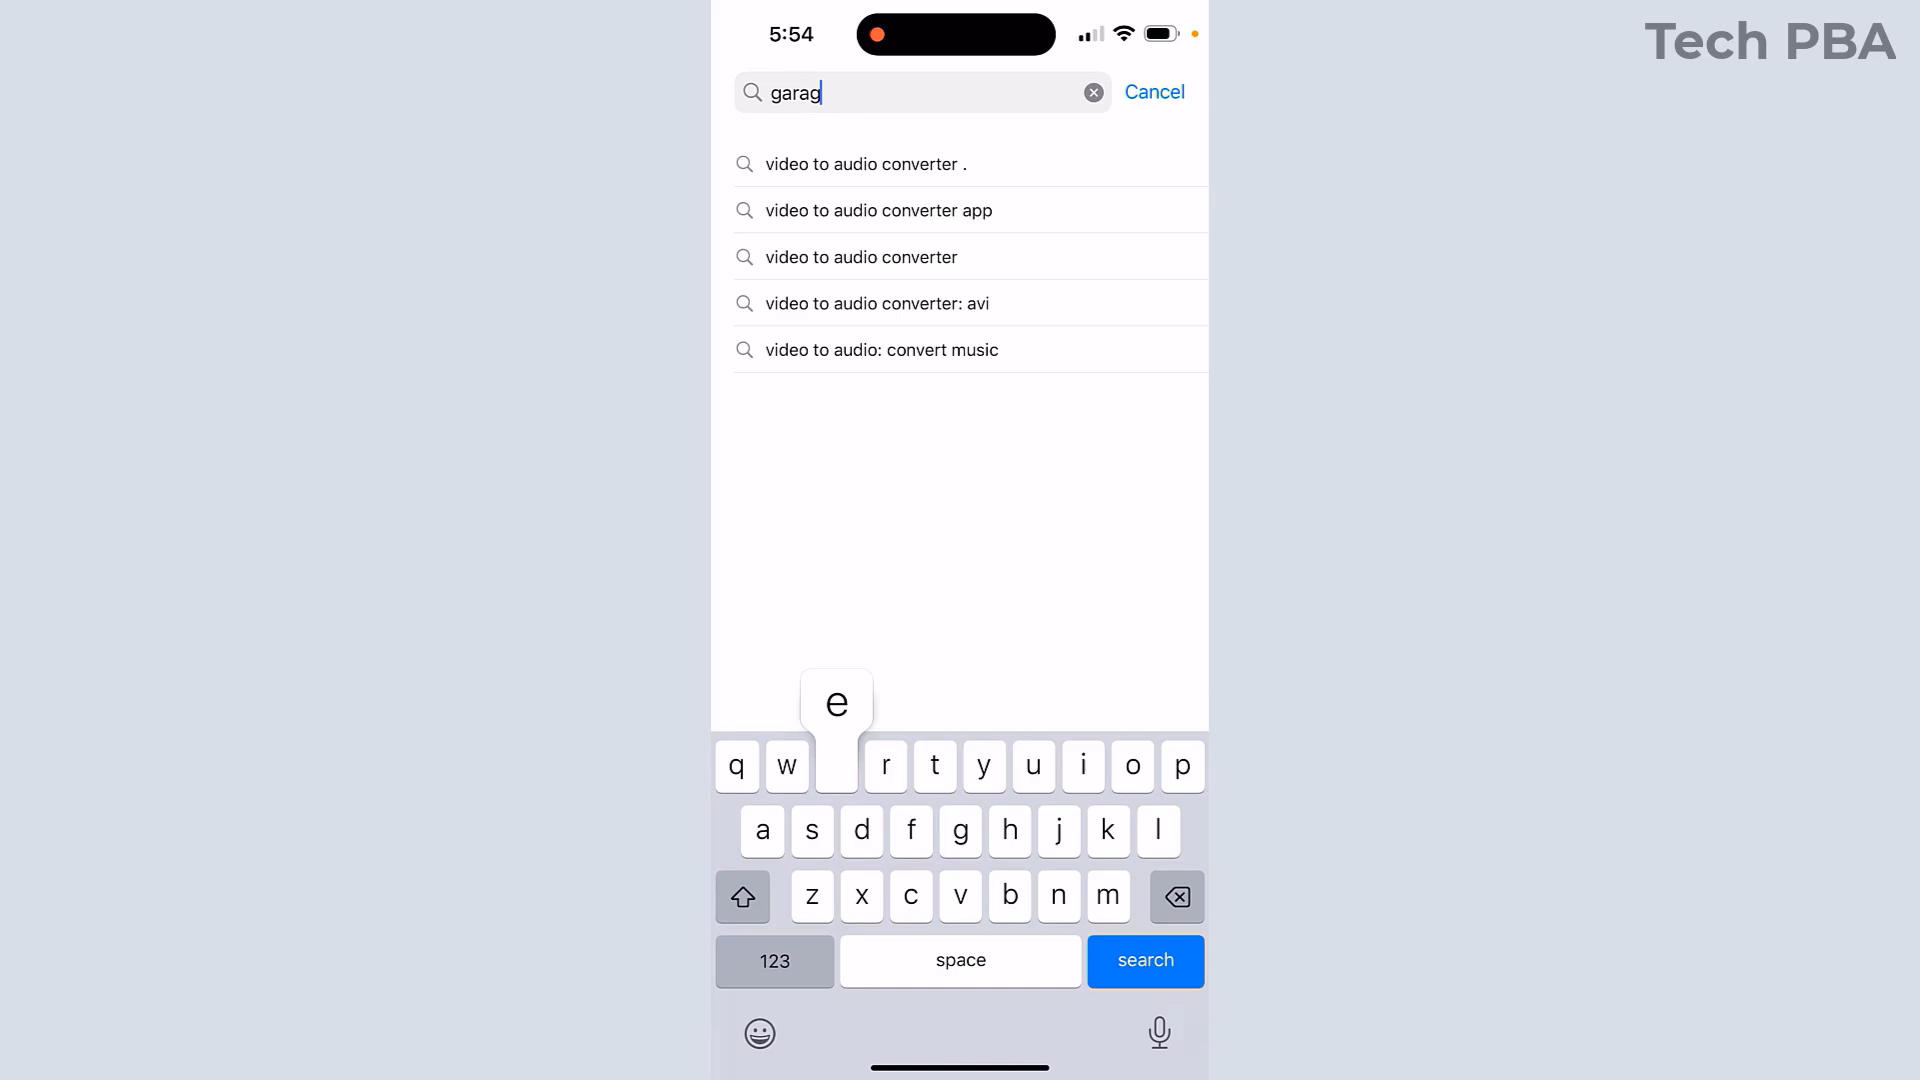 Tech PBA
5:54
garag
Cancel
video to audio converter .
video to audio converter app
video to audio converter
video to audio converter: avi
video to audio: convert music
e
q w r t y u i o p
a s d f g h j k l
z x c v b n m
123 space search